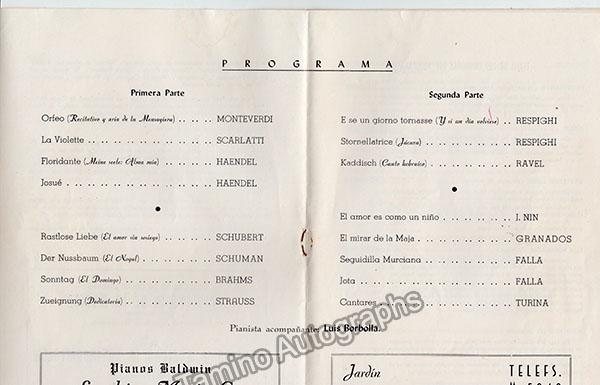 PROGRAMA
Primera Parte
Orfeo (Recitativo y aria de la Mensajera) ..... MONTEVERDI
La Violette .................. SCARLATTI
Floridante (Meine seele: Alma mia) ....... HAENDEL
Josué .................. HAENDEL
•
Rastlose Liebe (El amor sin sosiego) ...... SCHUBERT
Der Nussbaum (El Nogal) ........ SCHUMAN
Sonntag (El Domingo) .......... BRAHMS
Zueignung (Dedicatoria) ......... STRAUSS
Segunda Parte
E se un giorno tornasse (Y si un dia volviese) .. RESPIGHI
Stornellatrice (Jácara) .......... RESPIGHI
Kaddisch (Canto hebraico) ........ RAVEL
•
El amor es como un niño ........ J. NIN
El mirar de la Maja .......... GRANADOS
Seguidilla Murciana .......... FALLA
Jota .................. FALLA
Cantares ................ TURINA
Pianista acompañante: Luis Borbolla.
Tamino Autographs
Pianos Baldwin
Jardín
TELEFS.